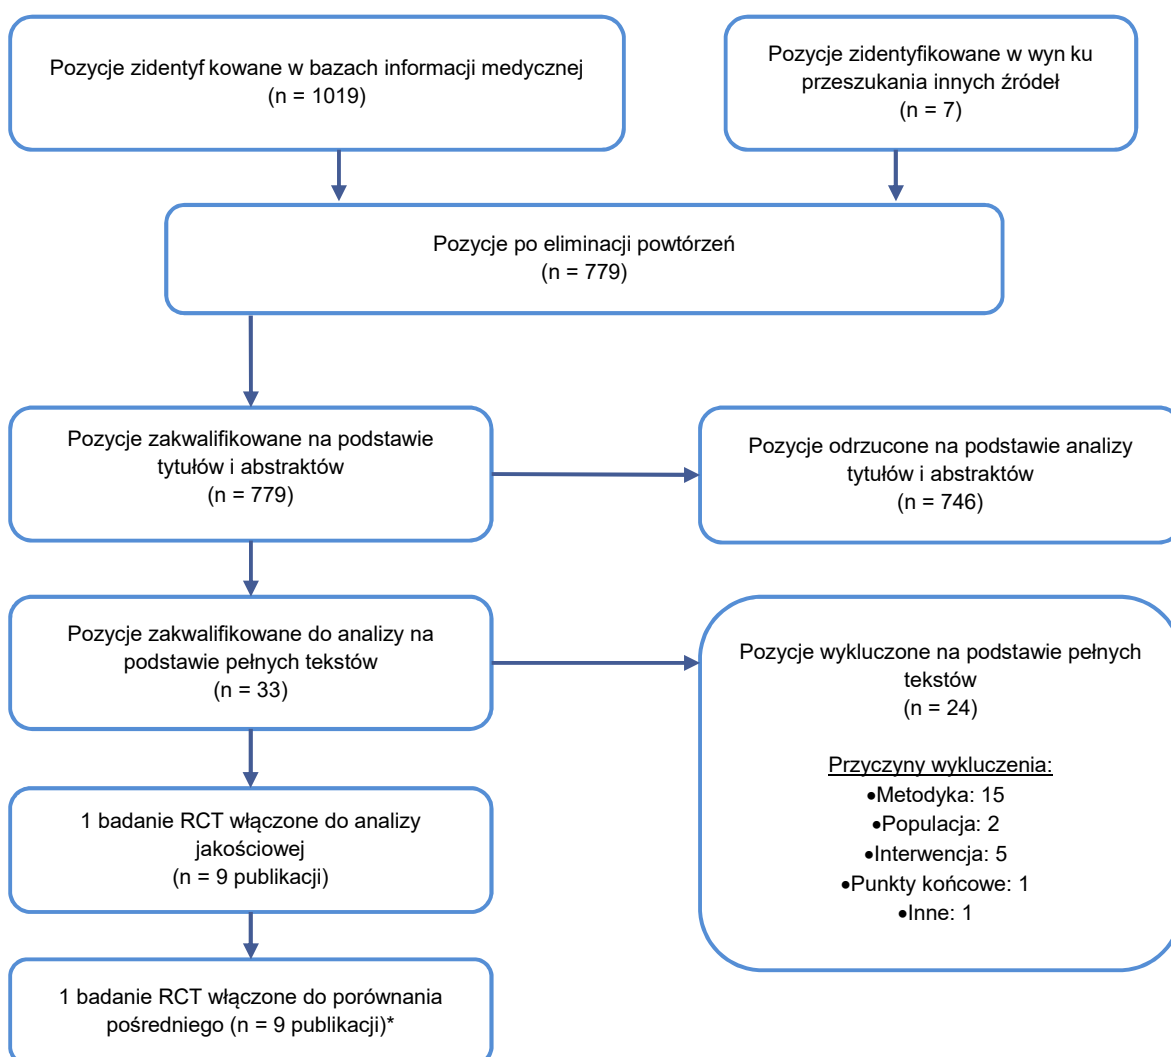 Pozycje zidentyf kowane w bazach informacji medycznej
(n = 1019)
Pozycje zidentyfikowane w wyn ku
przeszukania innych źródeł
(n = 7)
Pozycje po eliminacji powtórzeń
(n = 779)
Pozycje zakwalifikowane na podstawie
tytułów i abstraktów
(n = 779)
Pozycje odrzucone na podstawie analizy
tytułów i abstraktów
(n = 746)
Pozycje zakwalifikowane do analizy na
podstawie pełnych tekstów
(n = 33)
Pozycje wykluczone na podstawie pełnych
tekstów
(n = 24)
Przyczyny wykluczenia:
•Metodyka: 15
•Populacja: 2
•Interwencja: 5
•Punkty końcowe: 1
•Inne: 1
1 badanie RCT włączone do analizy
jakościowej
(n = 9 publikacji)
1 badanie RCT włączone do porównania
pośredniego (n = 9 publikacji)*